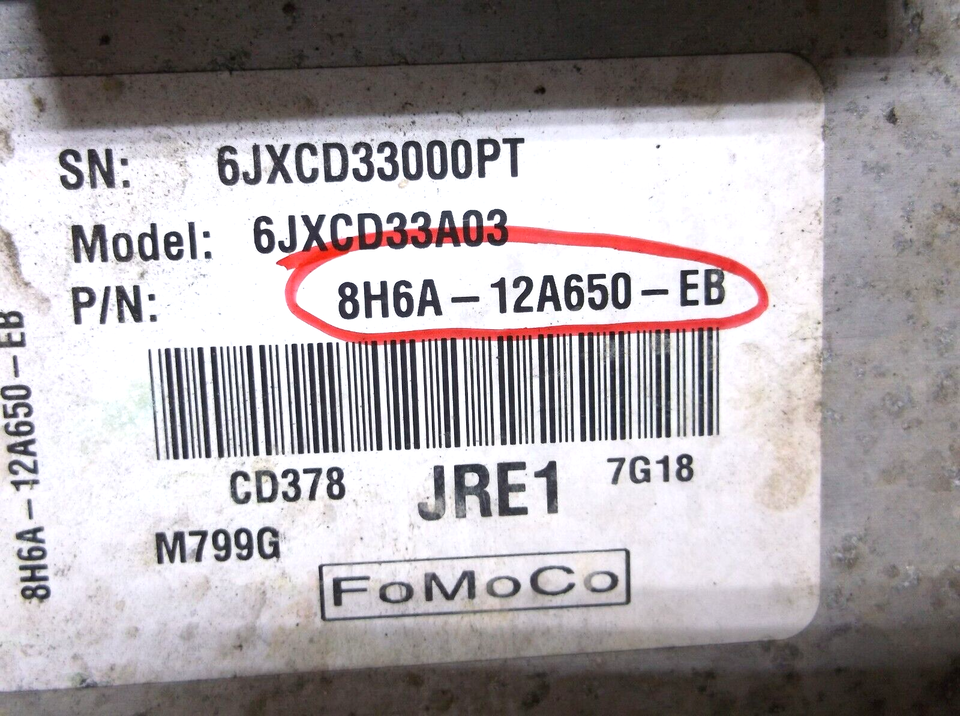 SN: 6JXCD33000PT
Model: 6JXCD33A03
P/N: 8H6A-12A650-EB
CD378 JRE1 7G18
M799G
FoMoCo
8H6A-12A650-EB